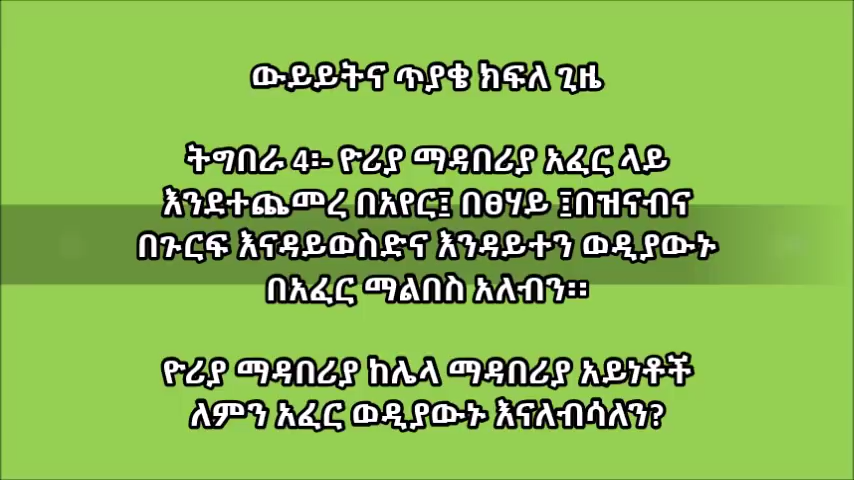 ውይይትና ጥያቄ ክፍለ ጊዜ
ትግበራ 4፡- ዮሪያ ማዳበሪያ አፈር ላይ
እንደተጨመረ በአየር፤ በፀሃይ ፤በዝናብና
በጉርፍ እናዳይወስድና እንዳይተን ወዲያውኑ
በአፈር ማልበስ አለብን።
ዮሪያ ማዳበሪያ ከሌላ ማዳበሪያ አይነቶች
ለምን አፈር ወዲያውኑ እናለብሳለን?